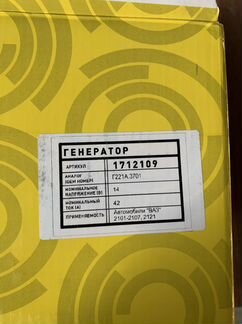 ГЕНЕРАТОР
АРТИКУЛ 1712109
АНАЛОГ Г221А.3701
(OEM НОМЕР)
НОМИНАЛЬНОЕ 14
НАПРЯЖЕНИЕ (В)
НОМИНАЛЬНЫЙ 42
ТОК (А)
ПРИМЕНЯЕМОСТЬ Автомобили "ВАЗ"
2101-2107, 2121